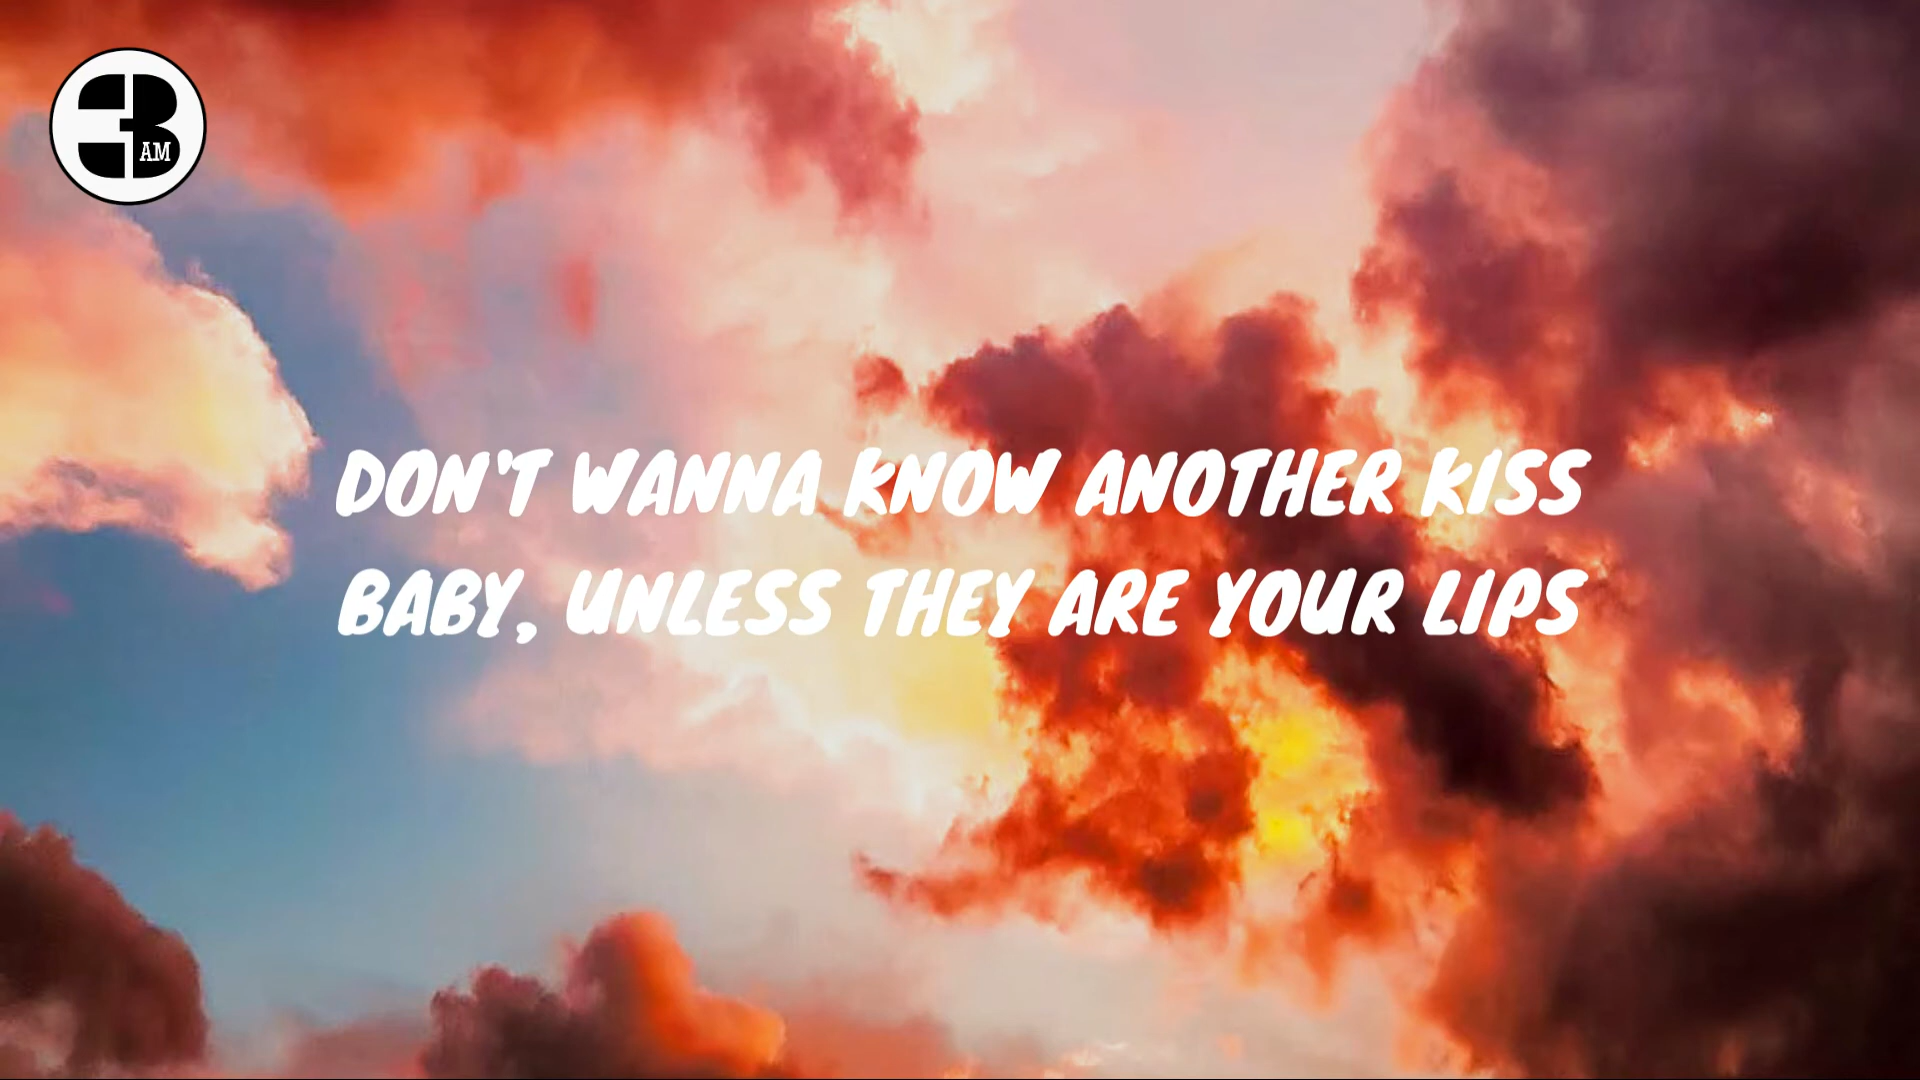 3
AM
DON'T WANNA KNOW ANOTHER KISS
BABY, UNLESS THEY ARE YOUR LIPS